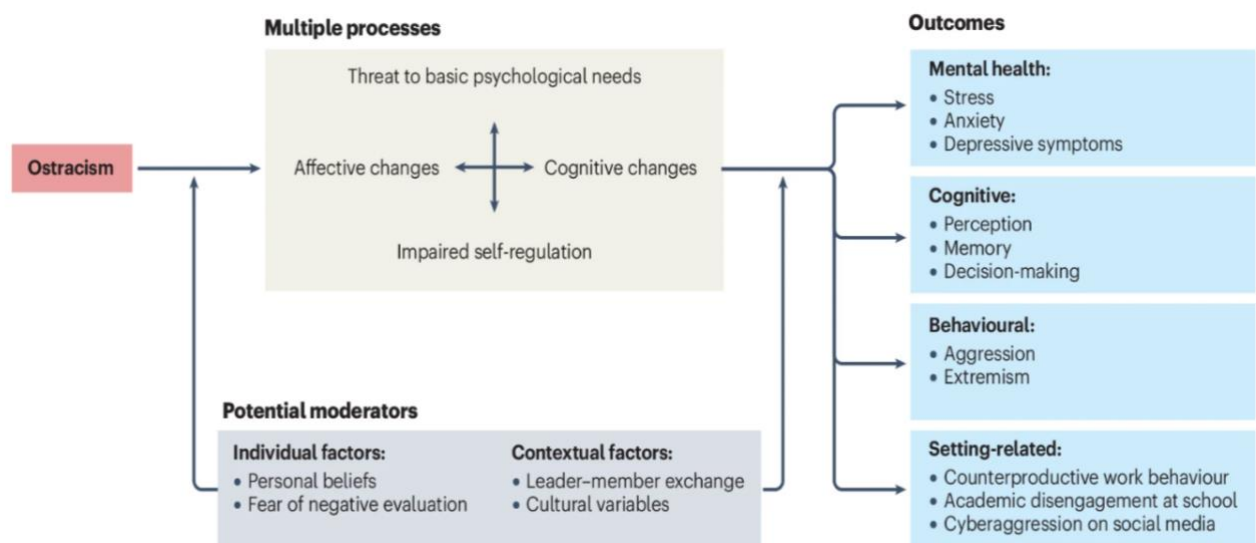 Multiple processes
Threat to basic psychological needs
Ostracism
Affective changes
Cognitive changes
Impaired self-regulation
Potential moderators
Individual factors:
• Personal beliefs
• Fear of negative evaluation
Contextual factors:
• Leader–member exchange
• Cultural variables
Outcomes
Mental health:
• Stress
• Anxiety
• Depressive symptoms
Cognitive:
• Perception
• Memory
• Decision-making
Behavioural:
• Aggression
• Extremism
Setting-related:
• Counterproductive work behaviour
• Academic disengagement at school
• Cyberaggression on social media